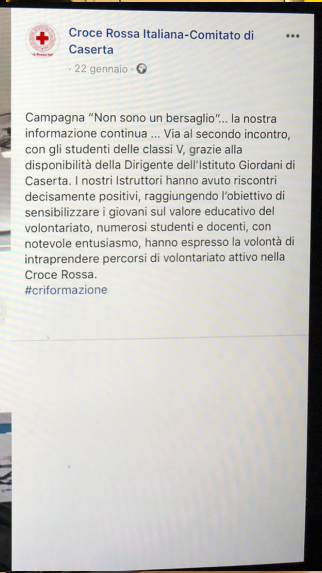 Croce Rossa Italiana-Comitato di
Caserta
· 22 gennaio ·
Campagna “Non sono un bersaglio”... la nostra
informazione continua ... Via al secondo incontro,
con gli studenti delle classi V, grazie alla
disponibilità della Dirigente dell'Istituto Giordani di
Caserta. I nostri Istruttori hanno avuto riscontri
decisamente positivi, raggiungendo l'obiettivo di
sensibilizzare i giovani sul valore educativo del
volontariato, numerosi studenti e docenti, con
notevole entusiasmo, hanno espresso la volontà di
intraprendere percorsi di volontariato attivo nella
Croce Rossa.
#criformazione